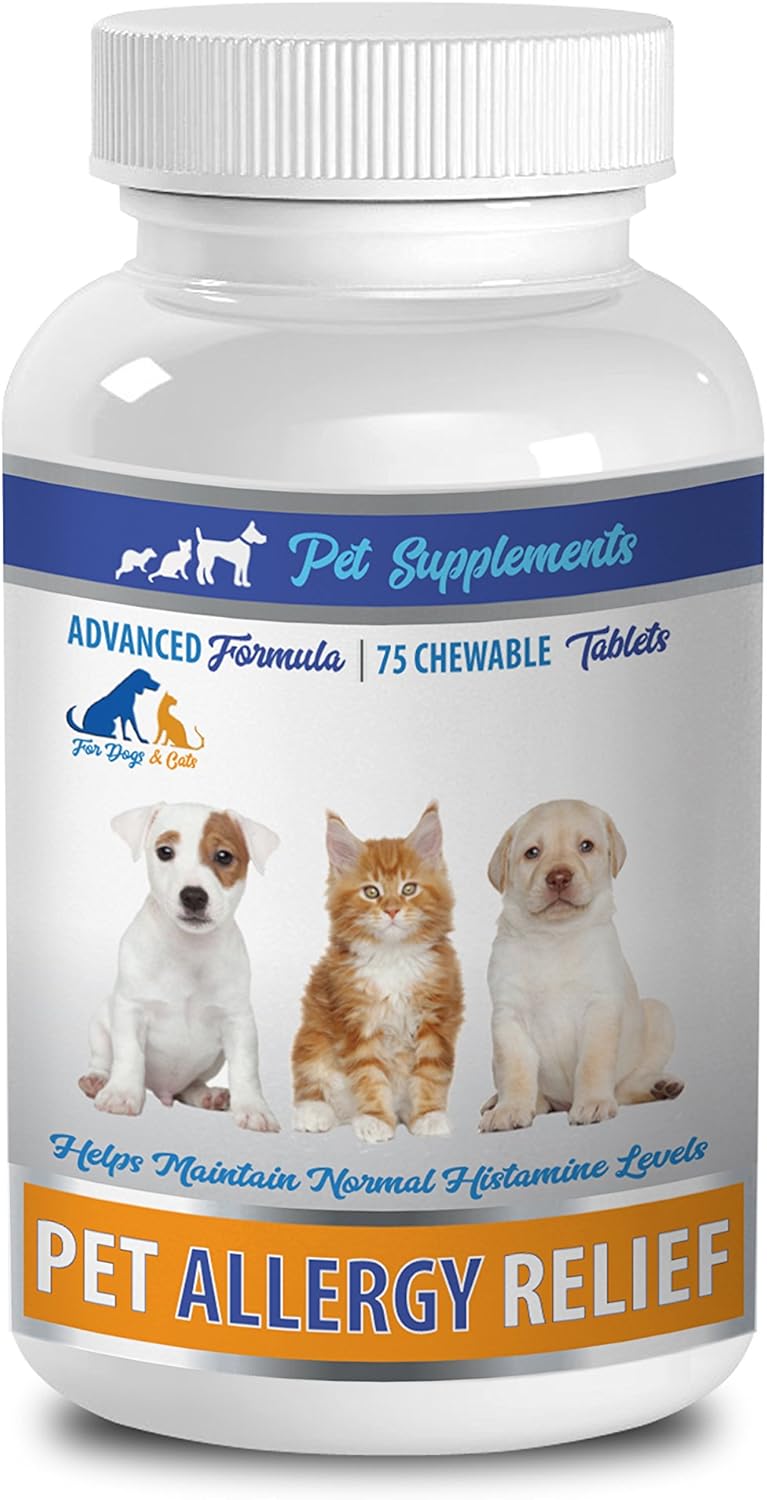 Pet Supplements
ADVANCED Formula | 75 CHEWABLE Tablets
For Dogs & Cats
Helps Maintain Normal Histamine Levels
PET ALLERGY RELIEF